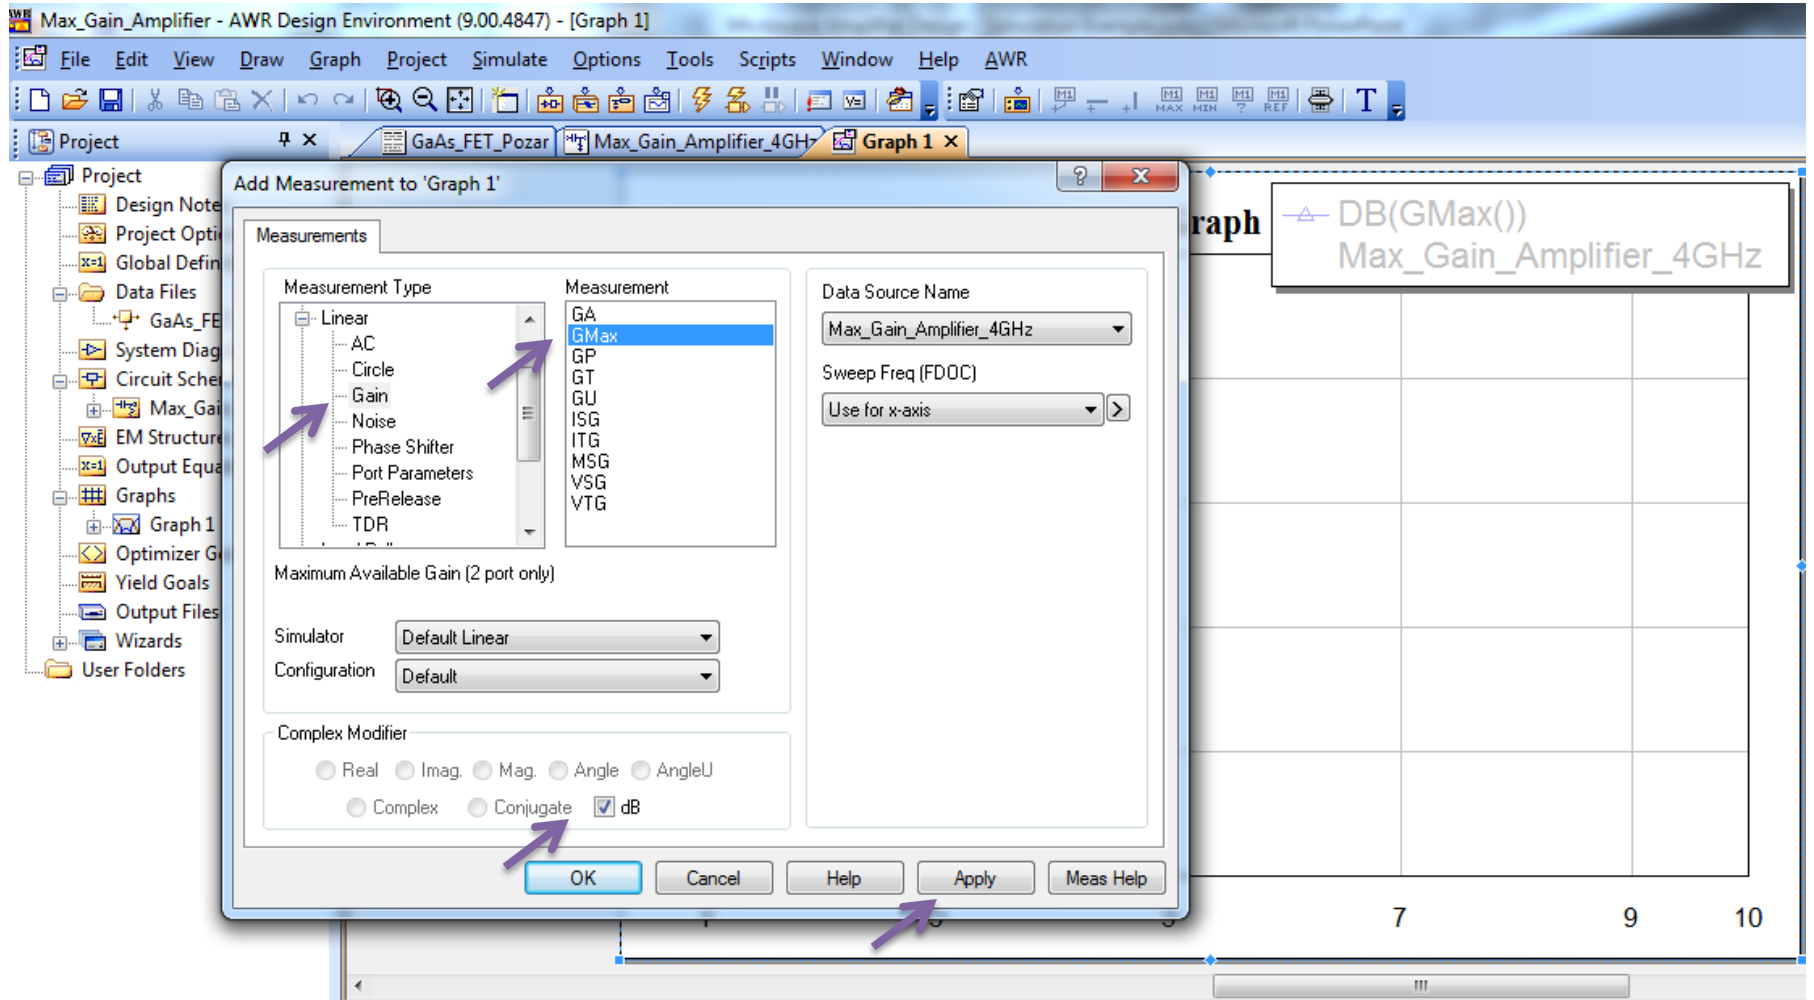 Max_Gain_Amplifier - AWR Design Environment (9.00.4847) - [Graph 1]
File Edit View Draw Graph Project Simulate Options Tools Scripts Window Help AWR
Project
GaAs_FET_Pozar
Max_Gain_Amplifier_4GH
Graph 1
Project
Design Note
Project Opti
Global Defin
Data Files
GaAs_FE
System Diag
Circuit Sche
Max_Gai
EM Structure
Output Equa
Graphs
Graph 1
Optimizer G
Yield Goals
Output Files
Wizards
User Folders
Add Measurement to 'Graph 1'
Measurements
Measurement Type
Linear
AC
Circle
Gain
Noise
Phase Shifter
Port Parameters
PreRelease
TDR
Measurement
GA
GMax
GP
GT
GU
ISG
ITG
MSG
VSG
VTG
Data Source Name
Max_Gain_Amplifier_4GHz
Sweep Freq (FDOC)
Use for x-axis
Maximum Available Gain (2 port only)
Simulator Default Linear
Configuration Default
Complex Modifier
Real Imag. Mag. Angle AngleU
Complex Conjugate dB
OK Cancel Help Apply Meas Help
raph
DB(GMax())
Max_Gain_Amplifier_4GHz
7 9 10